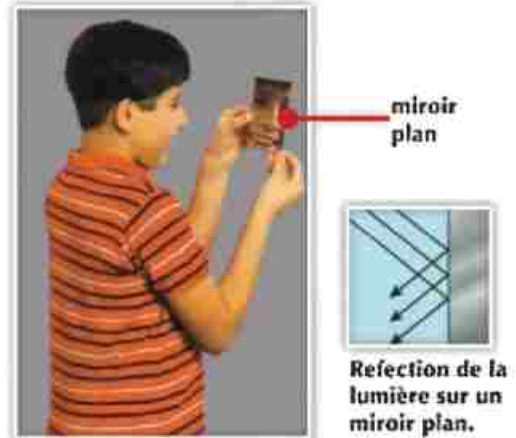 miroir
plan
Refection de la
lumière sur un
miroir plan.